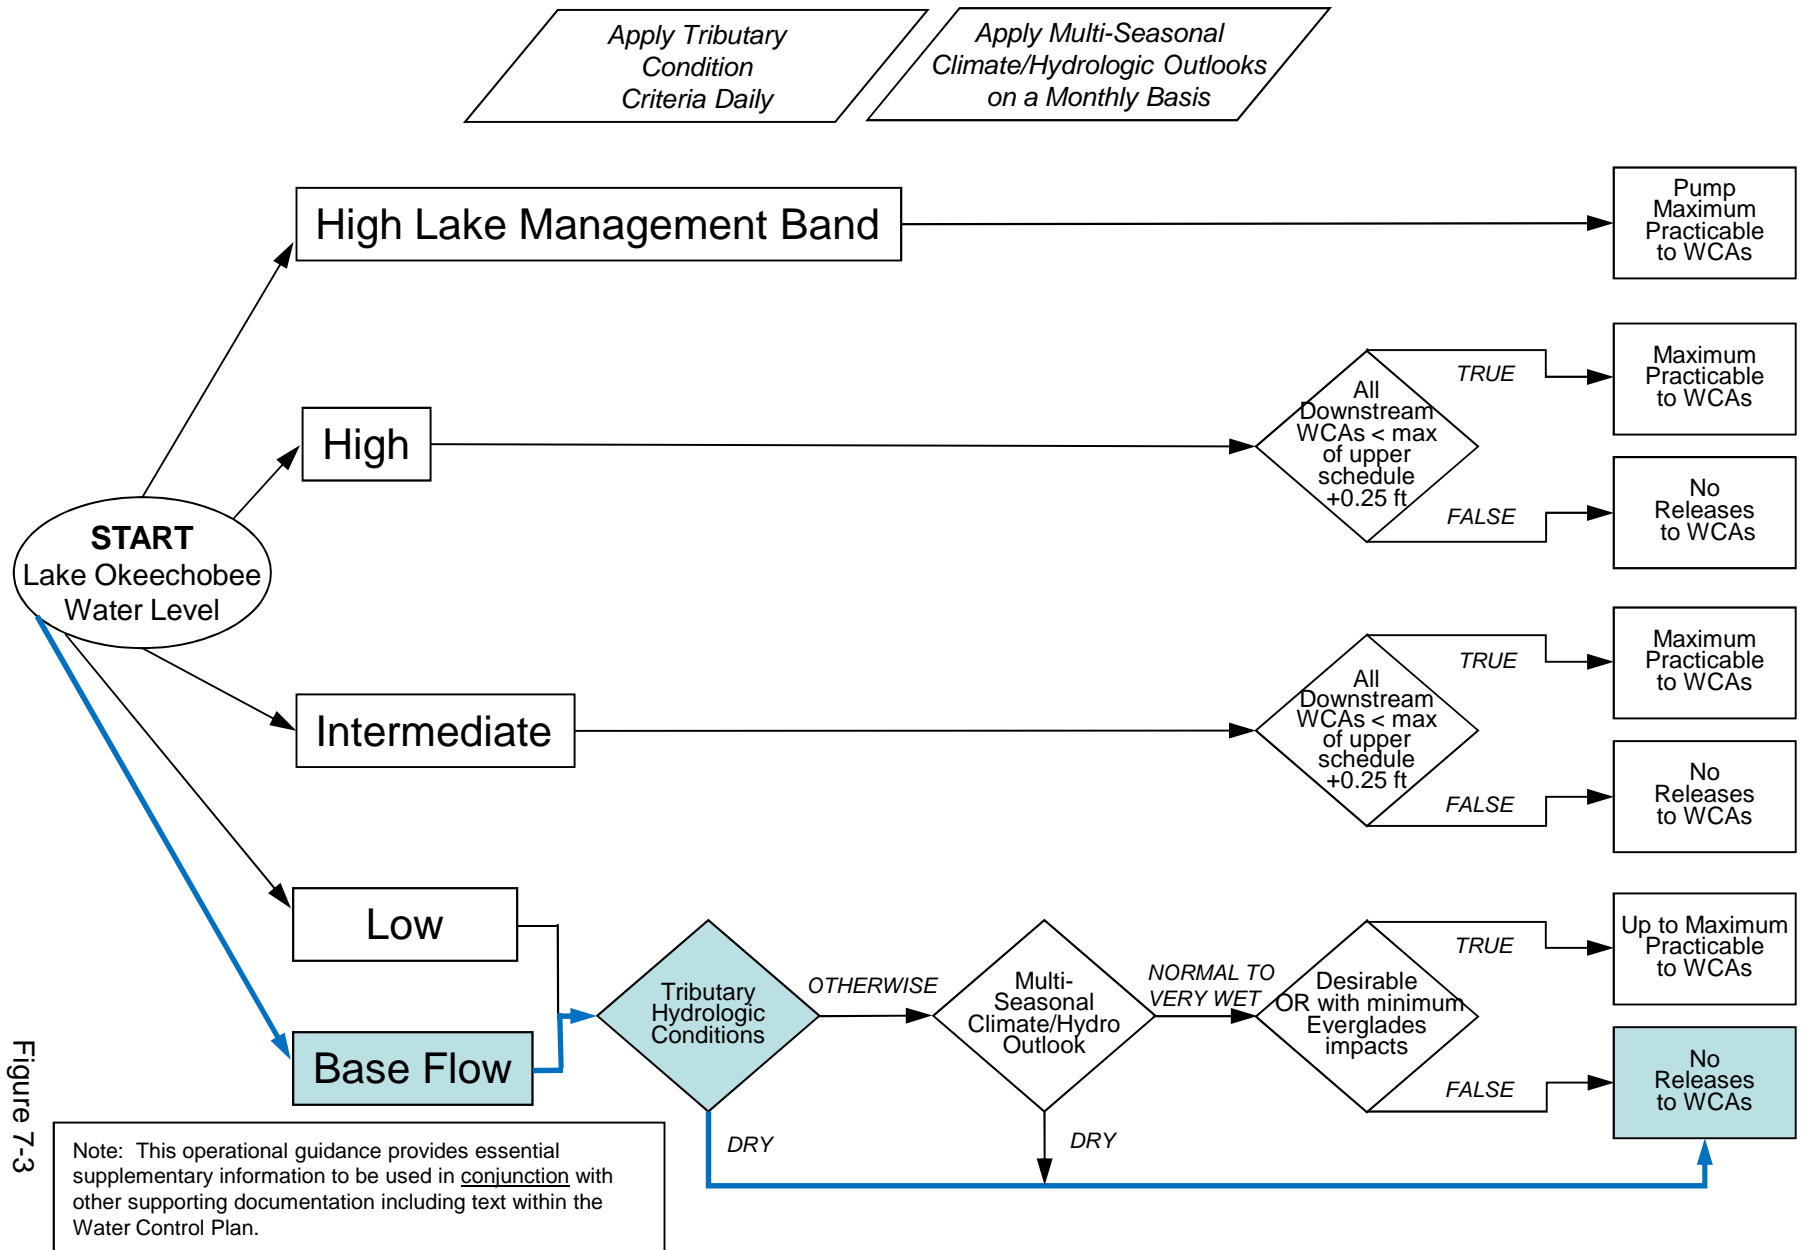 Apply Tributary
Condition
Criteria Daily
Apply Multi-Seasonal
Climate/Hydrologic Outlooks
on a Monthly Basis
High Lake Management Band
Pump
Maximum
Practicable
to WCAs
High
All
Downstream
WCAs < max
of upper
schedule
+0.25 ft
TRUE
Maximum
Practicable
to WCAs
FALSE
No
Releases
to WCAs
START
Lake Okeechobee
Water Level
Intermediate
All
Downstream
WCAs < max
of upper
schedule
+0.25 ft
TRUE
Maximum
Practicable
to WCAs
FALSE
No
Releases
to WCAs
Low
Base Flow
Tributary
Hydrologic
Conditions
OTHERWISE
DRY
Multi-
Seasonal
Climate/Hydro
Outlook
NORMAL TO
VERY WET
DRY
Desirable
OR with minimum
Everglades
impacts
TRUE
Up to Maximum
Practicable
to WCAs
FALSE
No
Releases
to WCAs
Note: This operational guidance provides essential
supplementary information to be used in conjunction with
other supporting documentation including text within the
Water Control Plan.
Figure 7-3